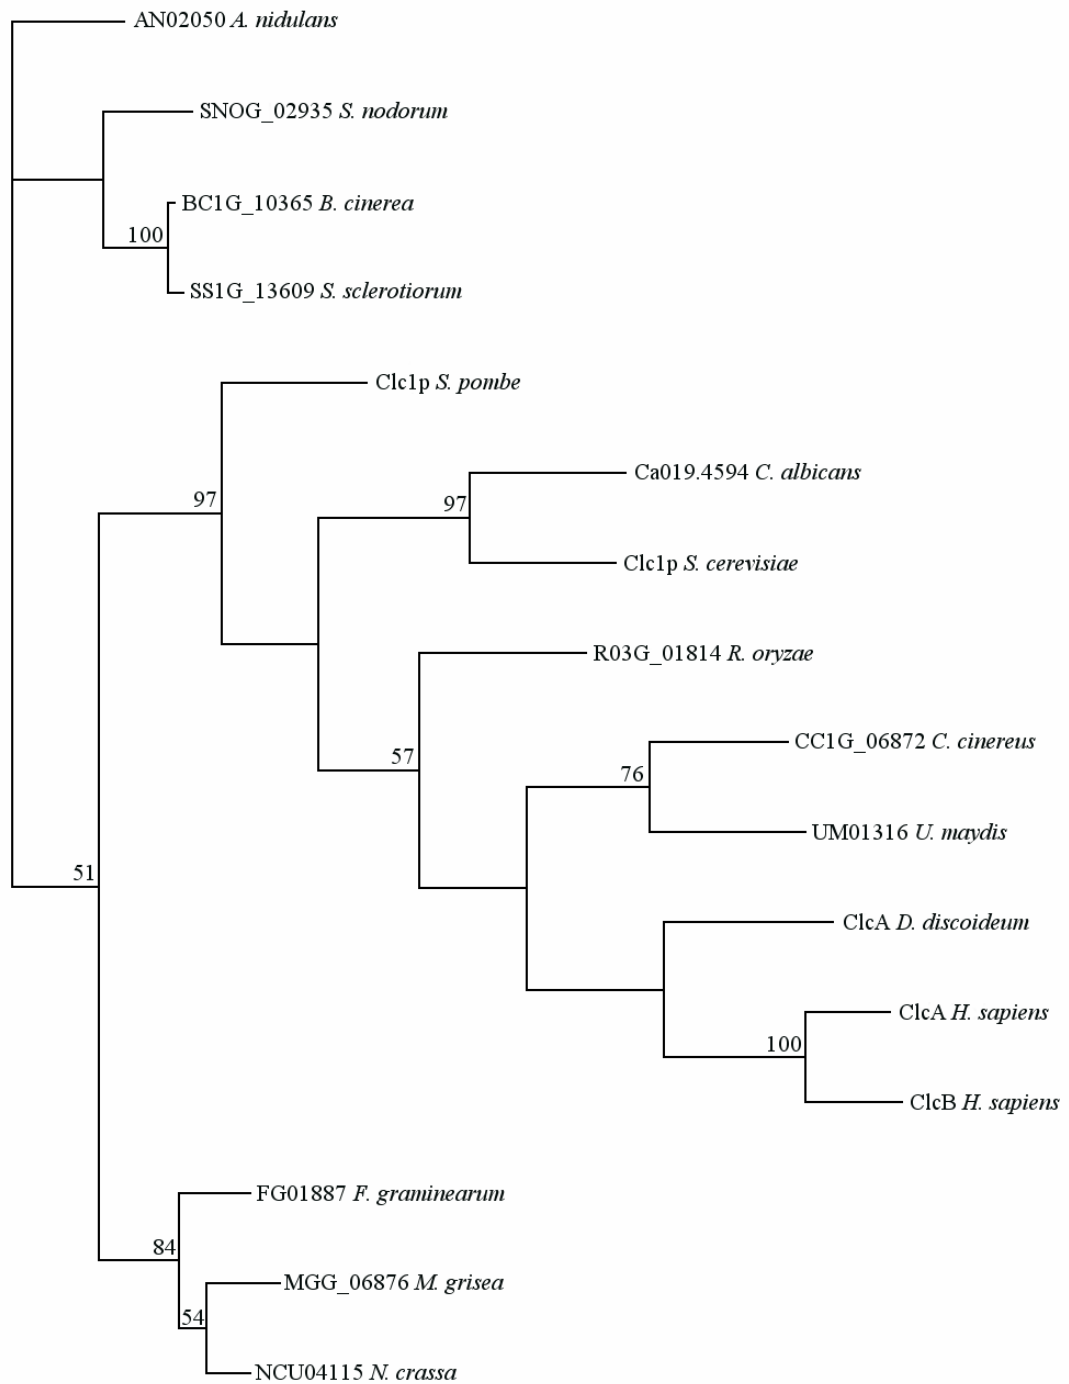 AN02050 A. nidulans
SNOG_02935 S. nodorum
BC1G_10365 B. cinerea
100
SS1G_13609 S. sclerotiorum
Clc1p S. pombe
Ca019.4594 C. albicans
97
97
Clc1p S. cerevisiae
R03G_01814 R. oryzae
CC1G_06872 C. cinereus
57
76
UM01316 U. maydis
51
ClcA D. discoideum
ClcA H. sapiens
100
ClcB H. sapiens
FG01887 F. graminearum
84
MGG_06876 M. grisea
54
NCU04115 N. crassa